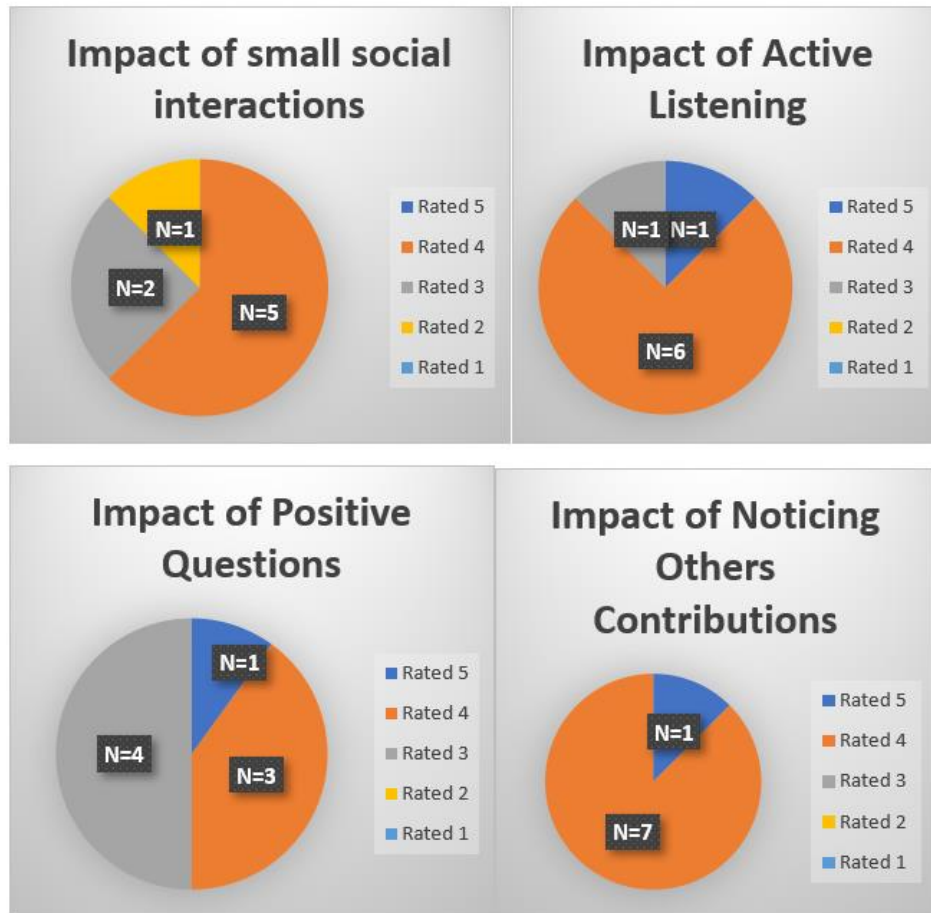 Impact of small social
interactions
N=1
N=2
N=5
Rated 5
Rated 4
Rated 3
Rated 2
Rated 1
Impact of Active
Listening
N=1
N=1
N=6
Rated 5
Rated 4
Rated 3
Rated 2
Rated 1
Impact of Positive
Questions
N=1
N=4
N=3
Rated 5
Rated 4
Rated 3
Rated 2
Rated 1
Impact of Noticing
Others
Contributions
N=1
N=7
Rated 5
Rated 4
Rated 3
Rated 2
Rated 1